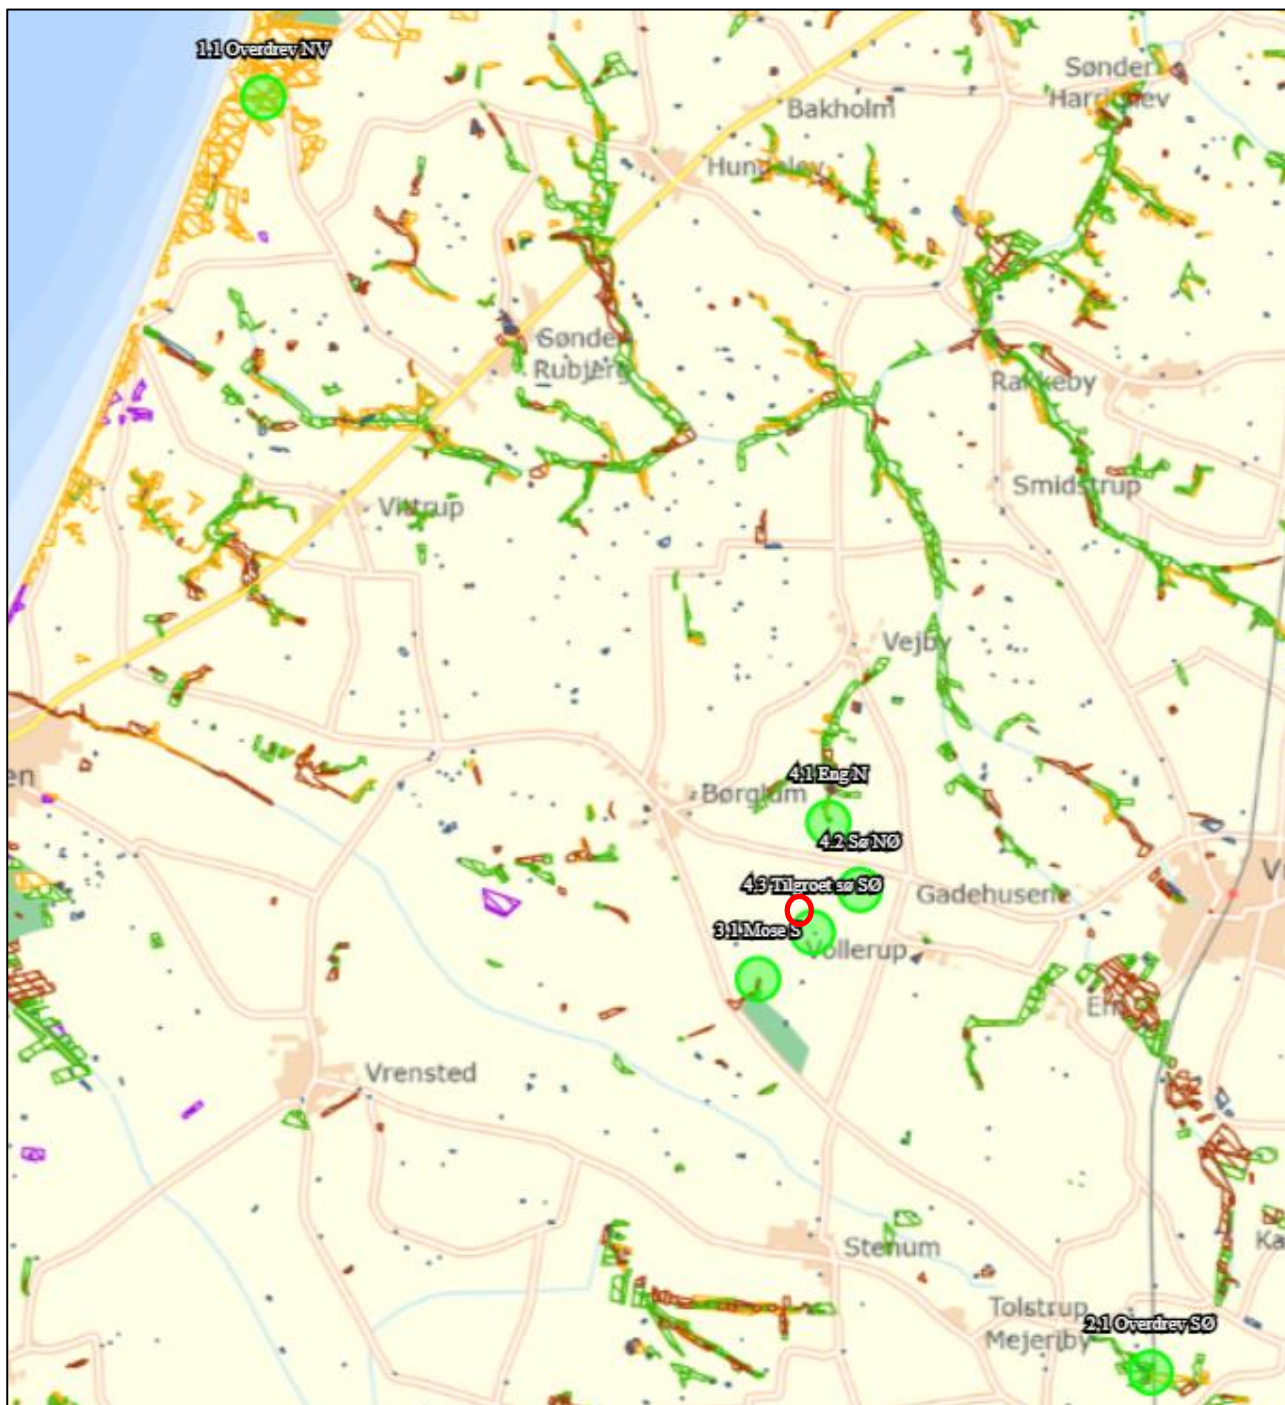 1.1 Overdrev NV
Sønder
Harritslev
Bakholm
Hundelev
Sønder
Rubjerg
Rakkeby
Smidstrup
Vittrup
Vejby
en
4.1 Eng N
Børglum
4.2 Sø NØ
4.3 Tilgroet sø SØ
Gadehusene
3.1 Mose S
Vollerup
Vrensted
Stenum
Tolstrup
Mejeriby
2.1 Overdrev SØ